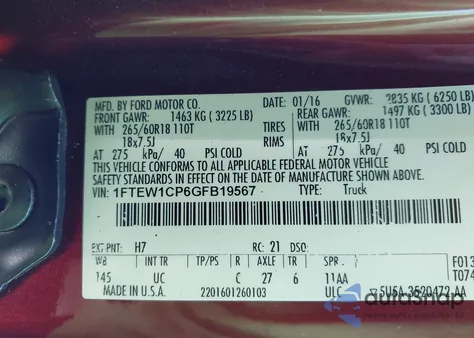 MFD. BY FORD MOTOR CO.
DATE: 01/16 GVWR: 2835 KG (6250 LB)
FRONT GAWR: 1463 KG (3225 LB) REAR GAWR: 1497 KG (3300 LB)
WITH 265/60R18 110T TIRES WITH 265/60R18 110T
18x7.5J RIMS 18x7.5J
AT 275 kPa/ 40 PSI COLD AT 275 kPa/ 40 PSI COLD
THIS VEHICLE CONFORMS TO ALL APPLICABLE FEDERAL MOTOR VEHICLE
SAFETY STANDARDS IN EFFECT ON THE DATE OF MANUFACTURE SHOWN ABOVE.
VIN: 1FTEW1CP6GFB19567 TYPE: Truck
EXT PNT: H7 RC: 21 DSO:
WB INT TR TP/PS R AXLE TR SPR F013
145 UC C 27 6 11AA T074
MADE IN U.S.A. 2201601260103 ULC 5U5A-3520472-AA
autosnap